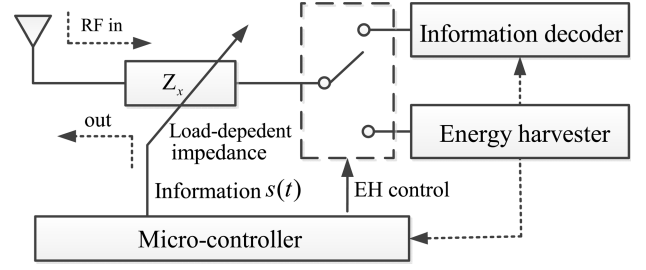 RF in
Information decoder
Z_x
out
Load-depedent
impedance
Energy harvester
Information s(t)
EH control
Micro-controller